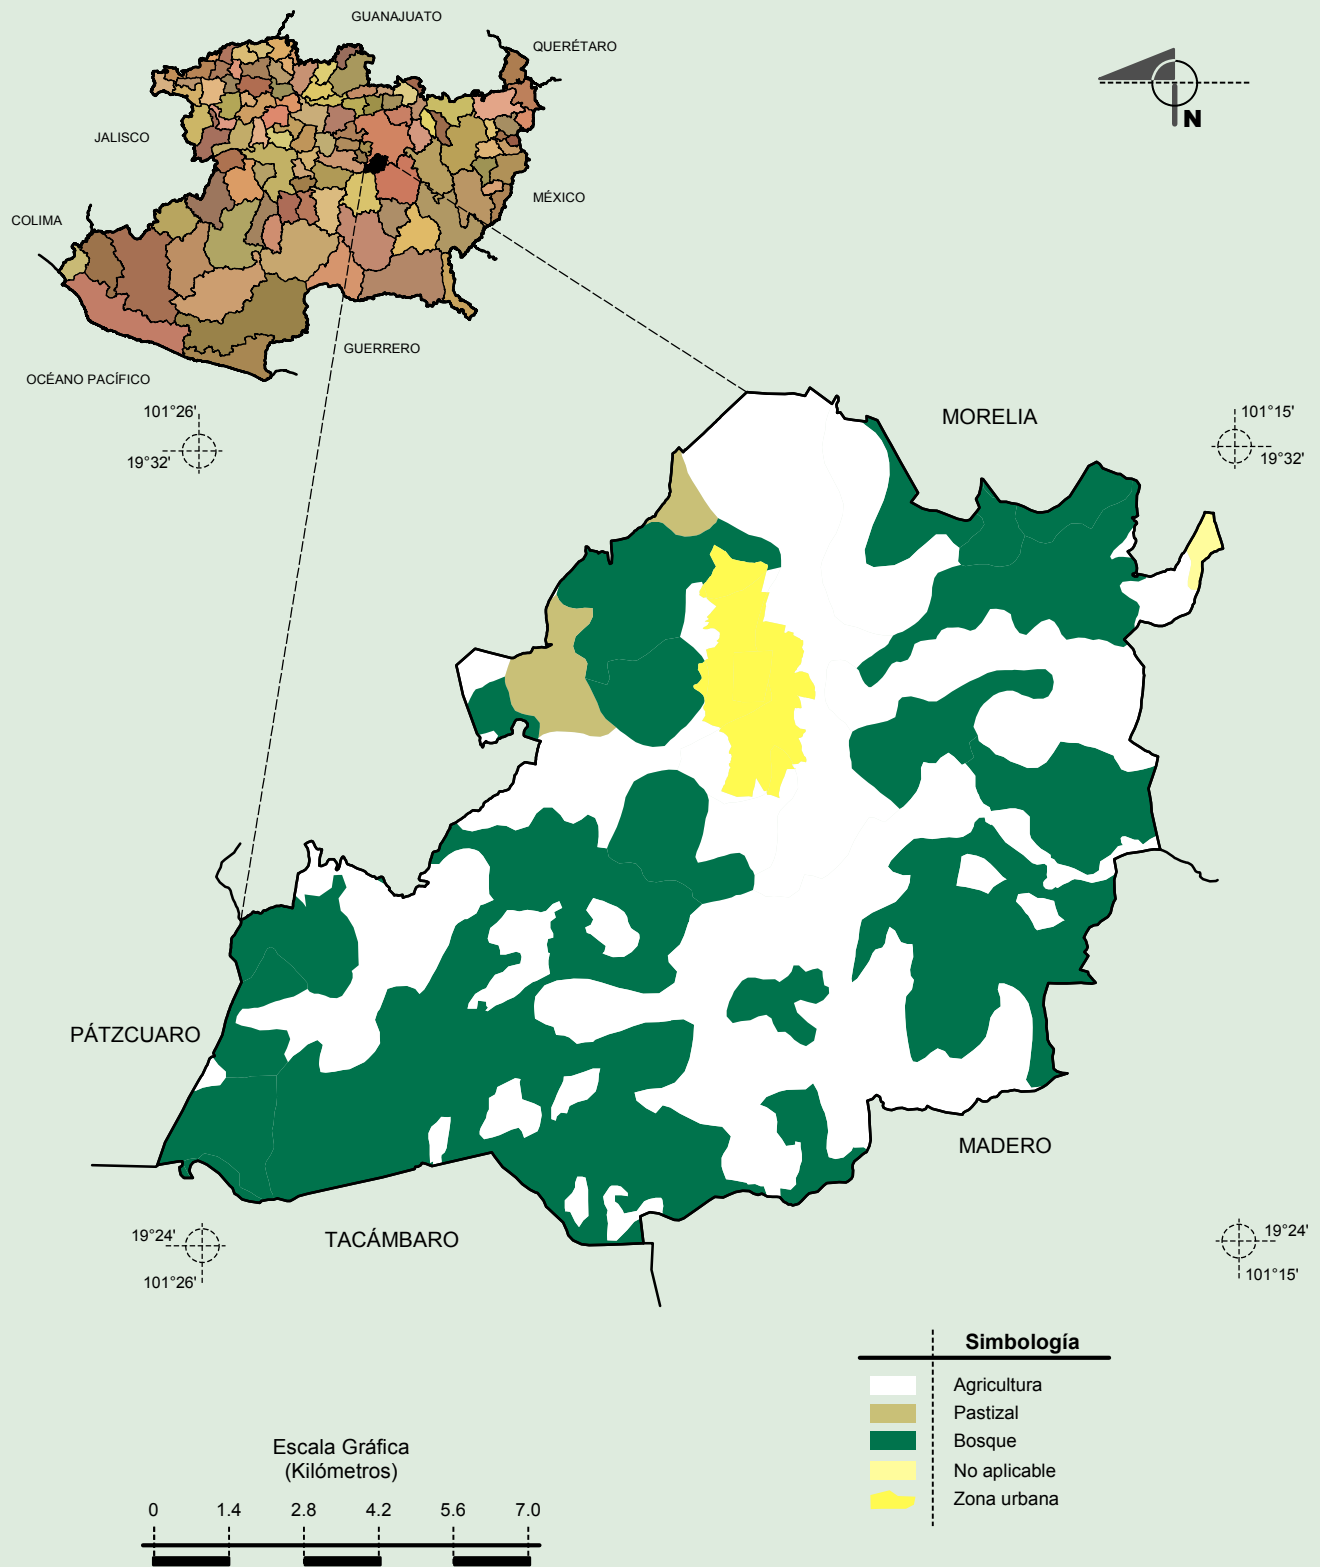 GUANAJUATO
QUERÉTARO
JALISCO
N
MÉXICO
COLIMA
GUERRERO
OCÉANO PACÍFICO
101°26'
19°32'
MORELIA
101°15'
19°32'
PÁTZCUARO
MADERO
TACÁMBARO
19°24'
101°26'
19°24'
101°15'
Simbología
Agricultura
Pastizal
Bosque
No aplicable
Zona urbana
Escala Gráfica
(Kilómetros)
0 1.4 2.8 4.2 5.6 7.0